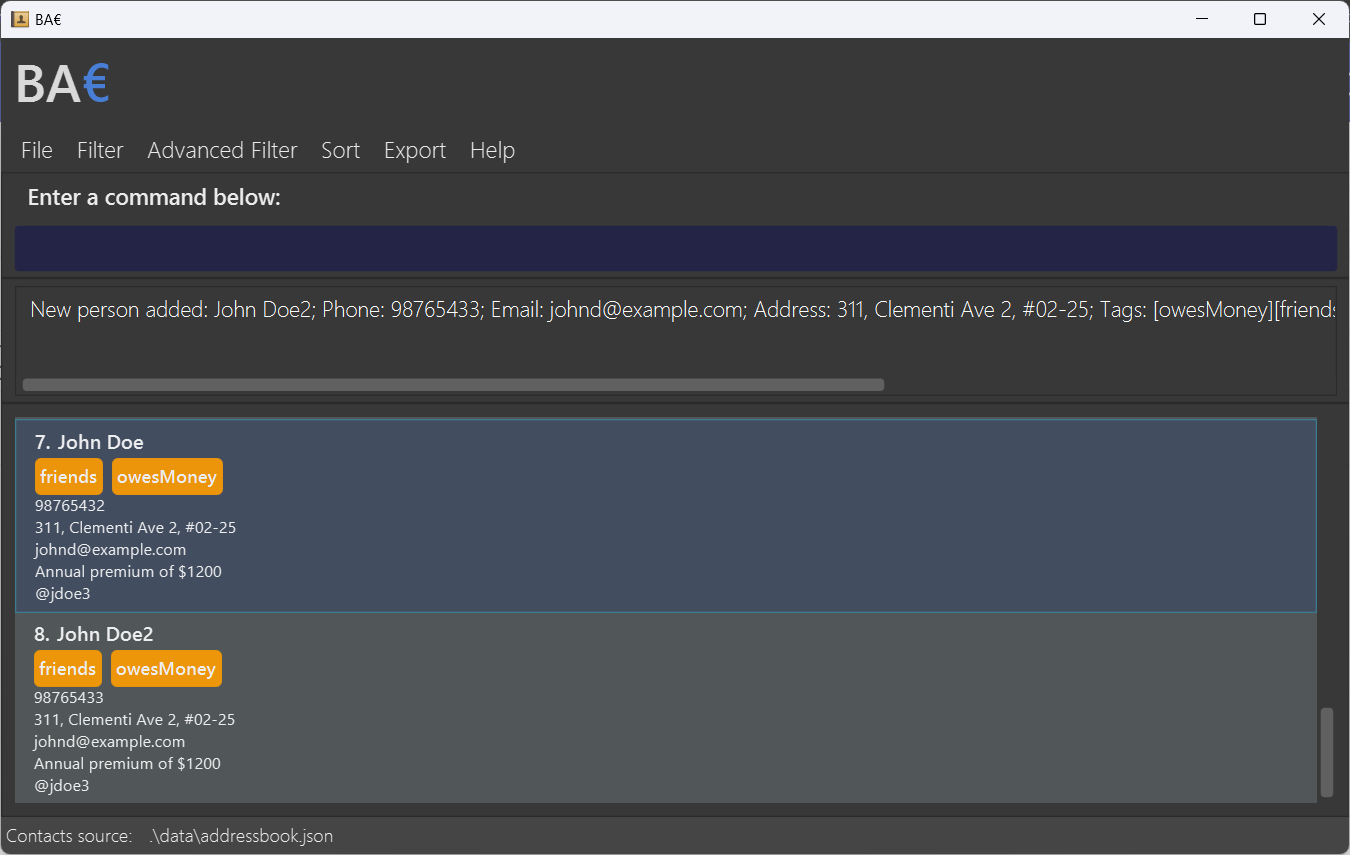 BA€
BA€
File Filter Advanced Filter Sort Export Help
Enter a command below:
New person added: John Doe2; Phone: 98765433; Email: johnd@example.com; Address: 311, Clementi Ave 2, #02-25; Tags: [owesMoney][friends
7. John Doe
friends owesMoney
98765432
311, Clementi Ave 2, #02-25
johnd@example.com
Annual premium of $1200
@jdoe3
8. John Doe2
friends owesMoney
98765433
311, Clementi Ave 2, #02-25
johnd@example.com
Annual premium of $1200
@jdoe3
Contacts source: .\data\addressbook.json